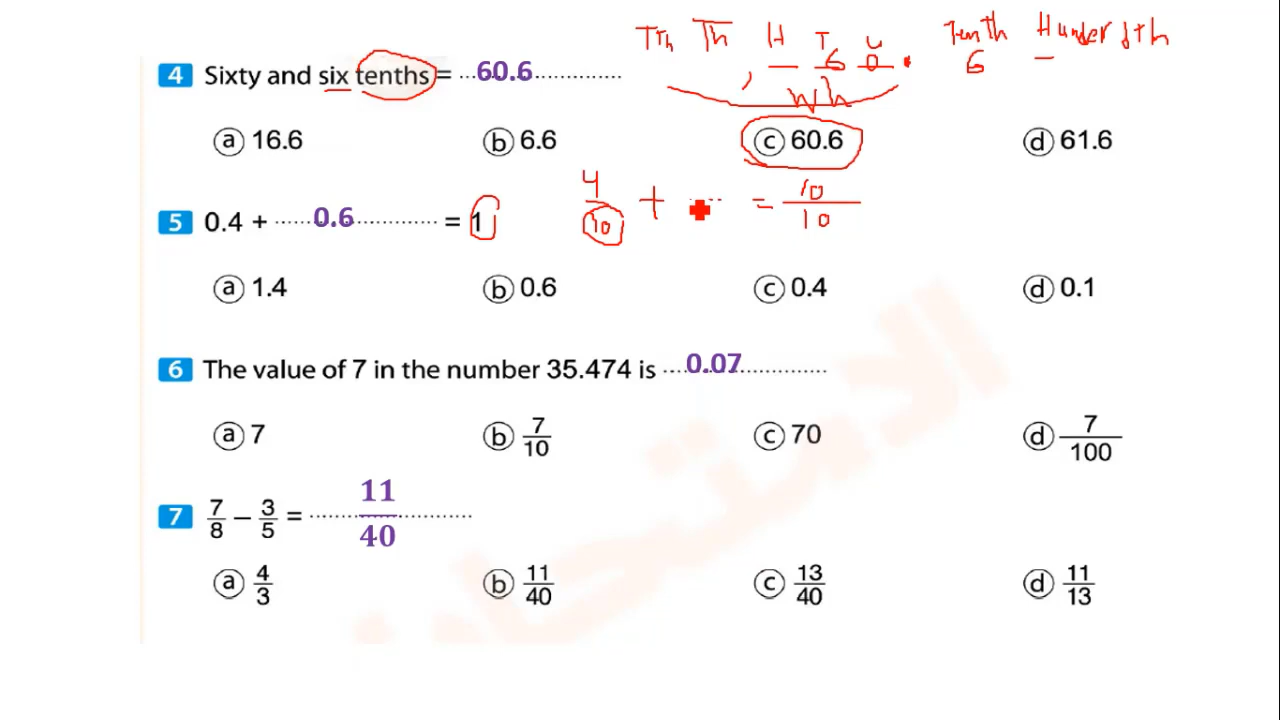 TTh Th H T U Tenth Hunderdth
, _ 6 0 . 6 _
Wh
4 Sixty and six tenths = 60.6
a 16.6 b 6.6 c 60.6 d 61.6
5 0.4 + 0.6 = 1 4/10 + ... = 10/10
a 1.4 b 0.6 c 0.4 d 0.1
6 The value of 7 in the number 35.474 is 0.07
a 7 b 7/10 c 70 d 7/100
7 7/8 − 3/5 = 11/40
a 4/3 b 11/40 c 13/40 d 11/13
الامتحان